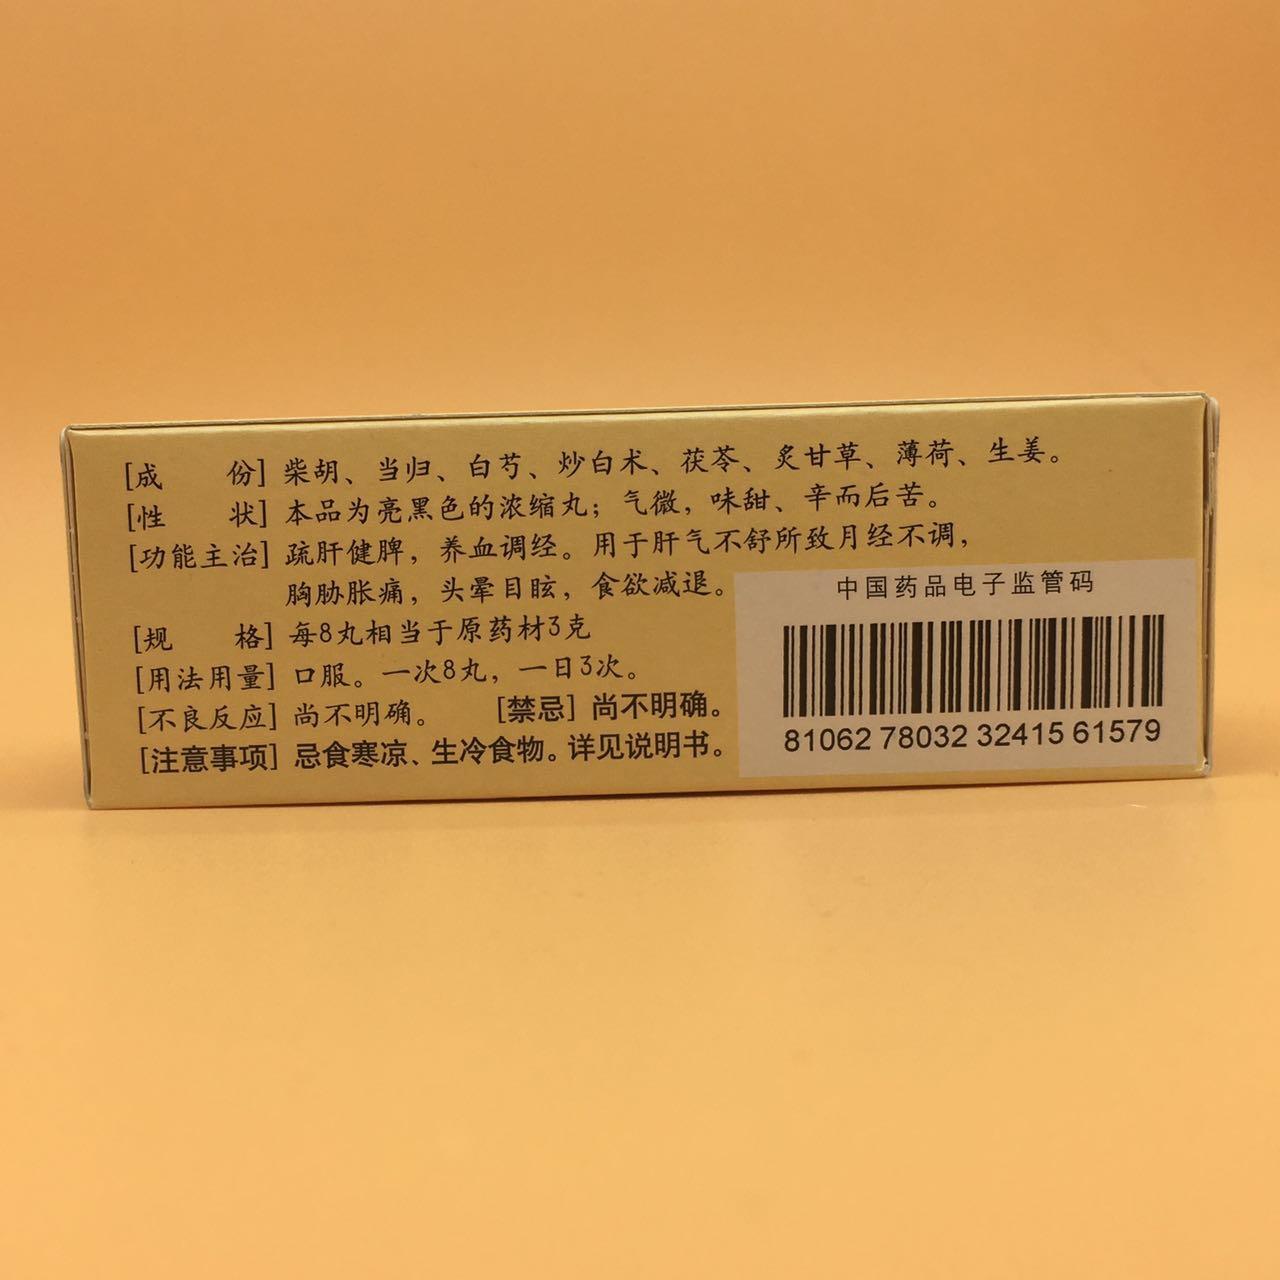 [成 份] 柴胡、当归、白芍、炒白术、茯苓、炙甘草、薄荷、生姜。
[性 状] 本品为亮黑色的浓缩丸；气微，味甜、辛而后苦。
[功能主治] 疏肝健脾，养血调经。用于肝气不舒所致月经不调，
胸胁胀痛，头晕目眩，食欲减退。
[规 格] 每8丸相当于原药材3克
[用法用量] 口服。一次8丸，一日3次。
[不良反应] 尚不明确。 [禁忌] 尚不明确。
[注意事项] 忌食寒凉、生冷食物。详见说明书。
中国药品电子监管码
81062 78032 32415 61579